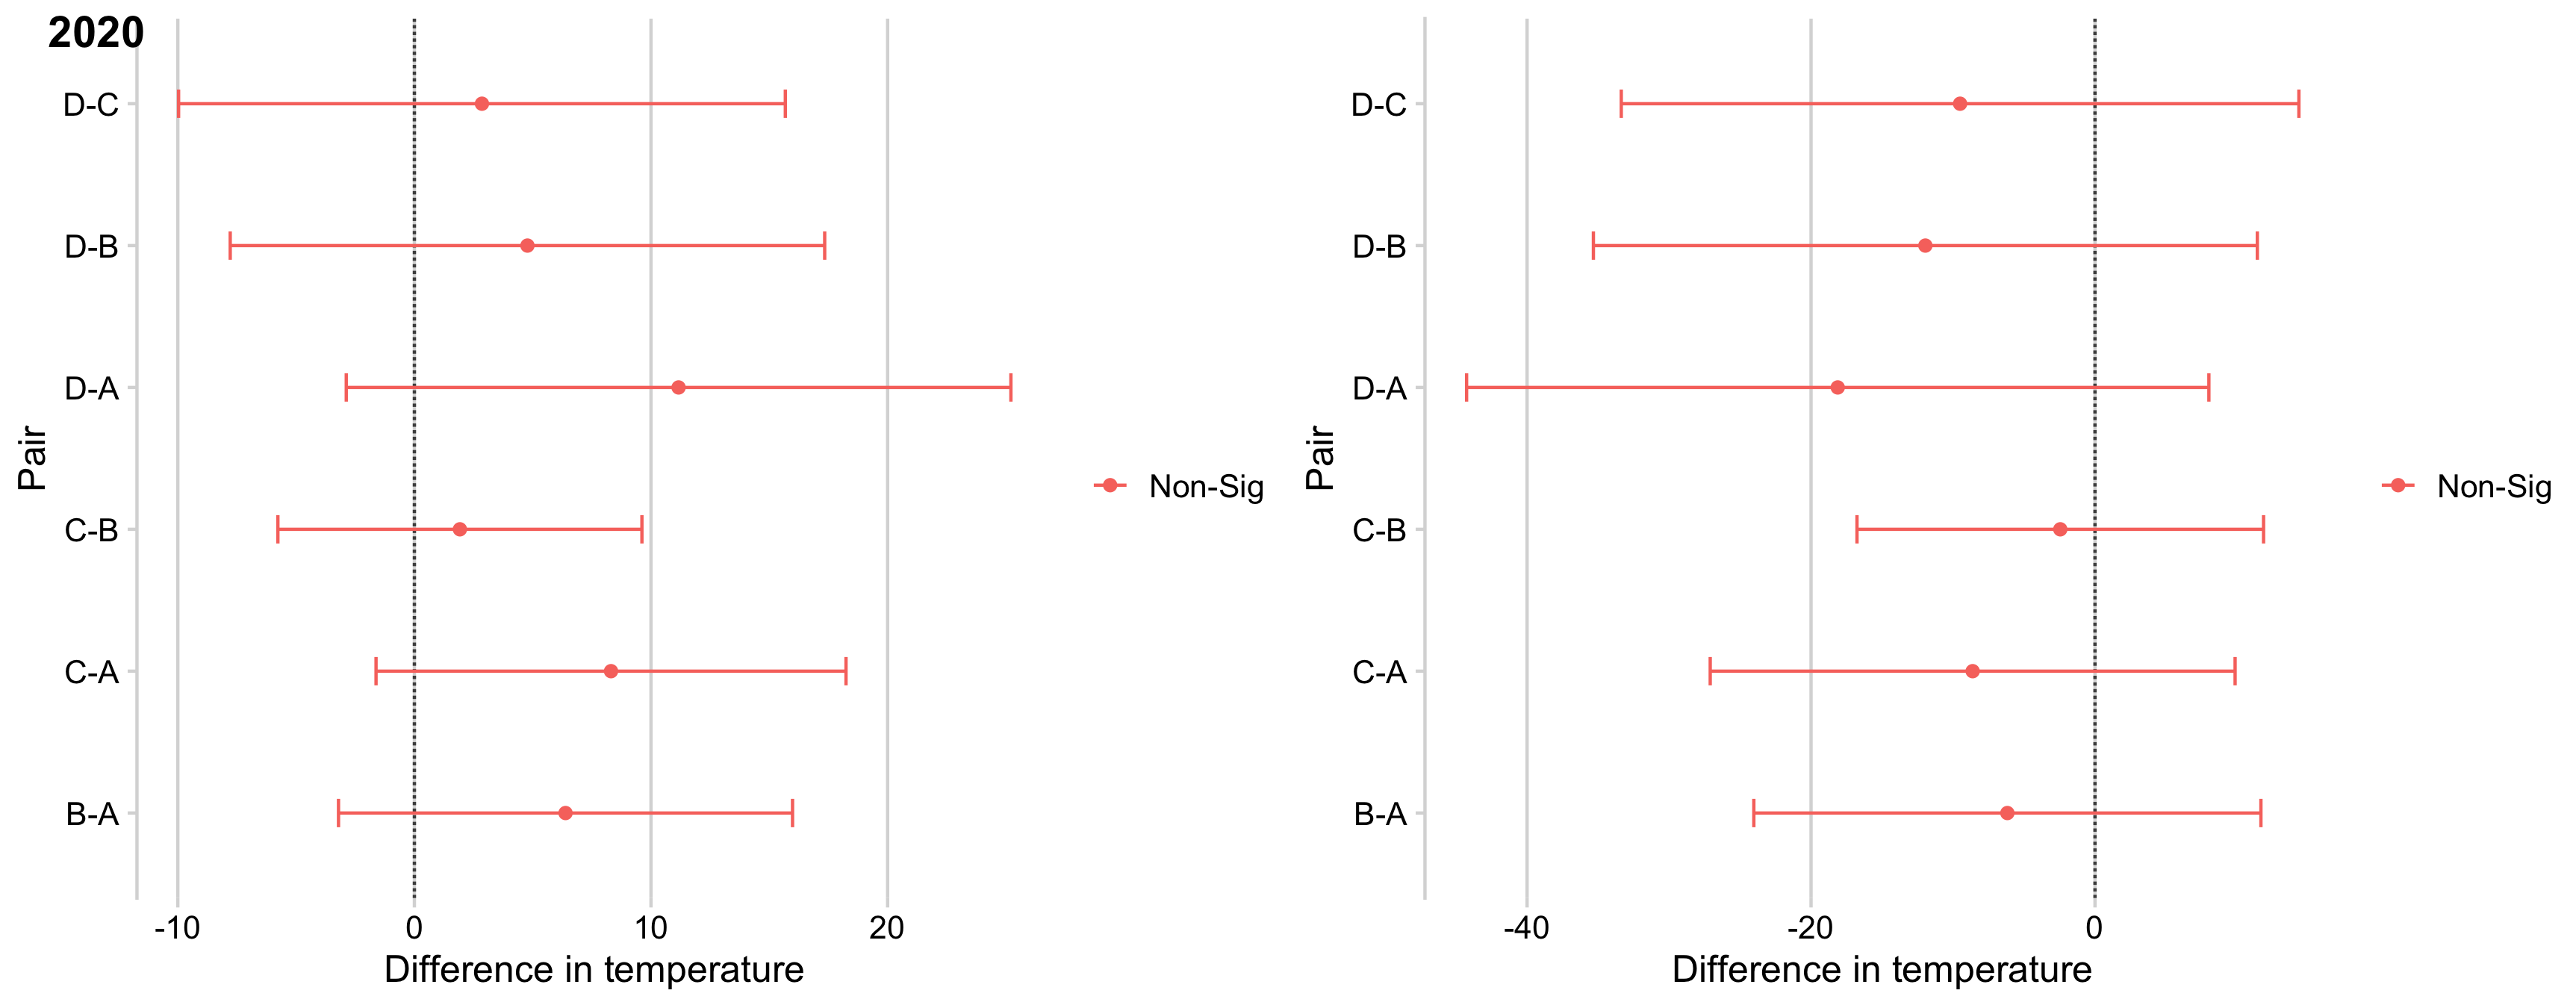 2020
D-C
D-B
D-A
C-B
C-A
B-A
Pair
-10 0 10 20
Difference in temperature
Non-Sig
D-C
D-B
D-A
C-B
C-A
B-A
Pair
-40 -20 0
Difference in temperature
Non-Sig